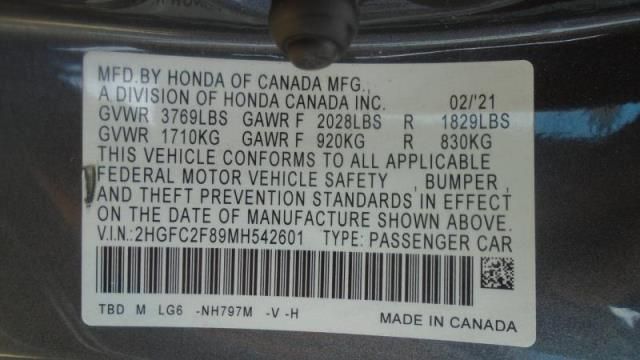 MFD.BY HONDA OF CANADA MFG.,
A DIVISION OF HONDA CANADA INC. 02/'21
GVWR 3769LBS GAWR F 2028LBS R 1829LBS
GVWR 1710KG GAWR F 920KG R 830KG
THIS VEHICLE CONFORMS TO ALL APPLICABLE
FEDERAL MOTOR VEHICLE SAFETY , BUMPER ,
AND THEFT PREVENTION STANDARDS IN EFFECT
ON THE DATE OF MANUFACTURE SHOWN ABOVE.
V.I.N.:2HGFC2F89MH542601 TYPE: PASSENGER CAR
TBD M LG6 -NH797M -V -H
MADE IN CANADA